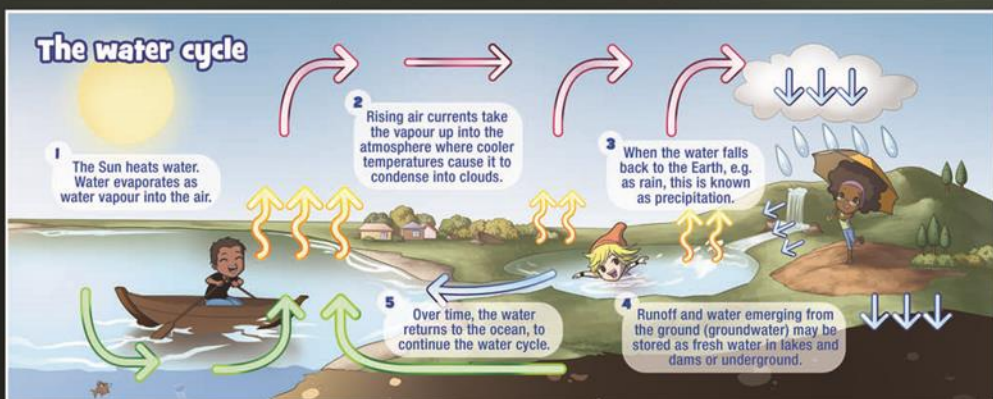 The water cycle
1
The Sun heats water.
Water evaporates as
water vapour into the air.
2
Rising air currents take
the vapour up into the
atmosphere where cooler
temperatures cause it to
condense into clouds.
3
When the water falls
back to the Earth, e.g.
as rain, this is known
as precipitation.
4
Runoff and water emerging from
the ground (groundwater) may be
stored as fresh water in lakes and
dams or underground.
5
Over time, the water
returns to the ocean, to
continue the water cycle.